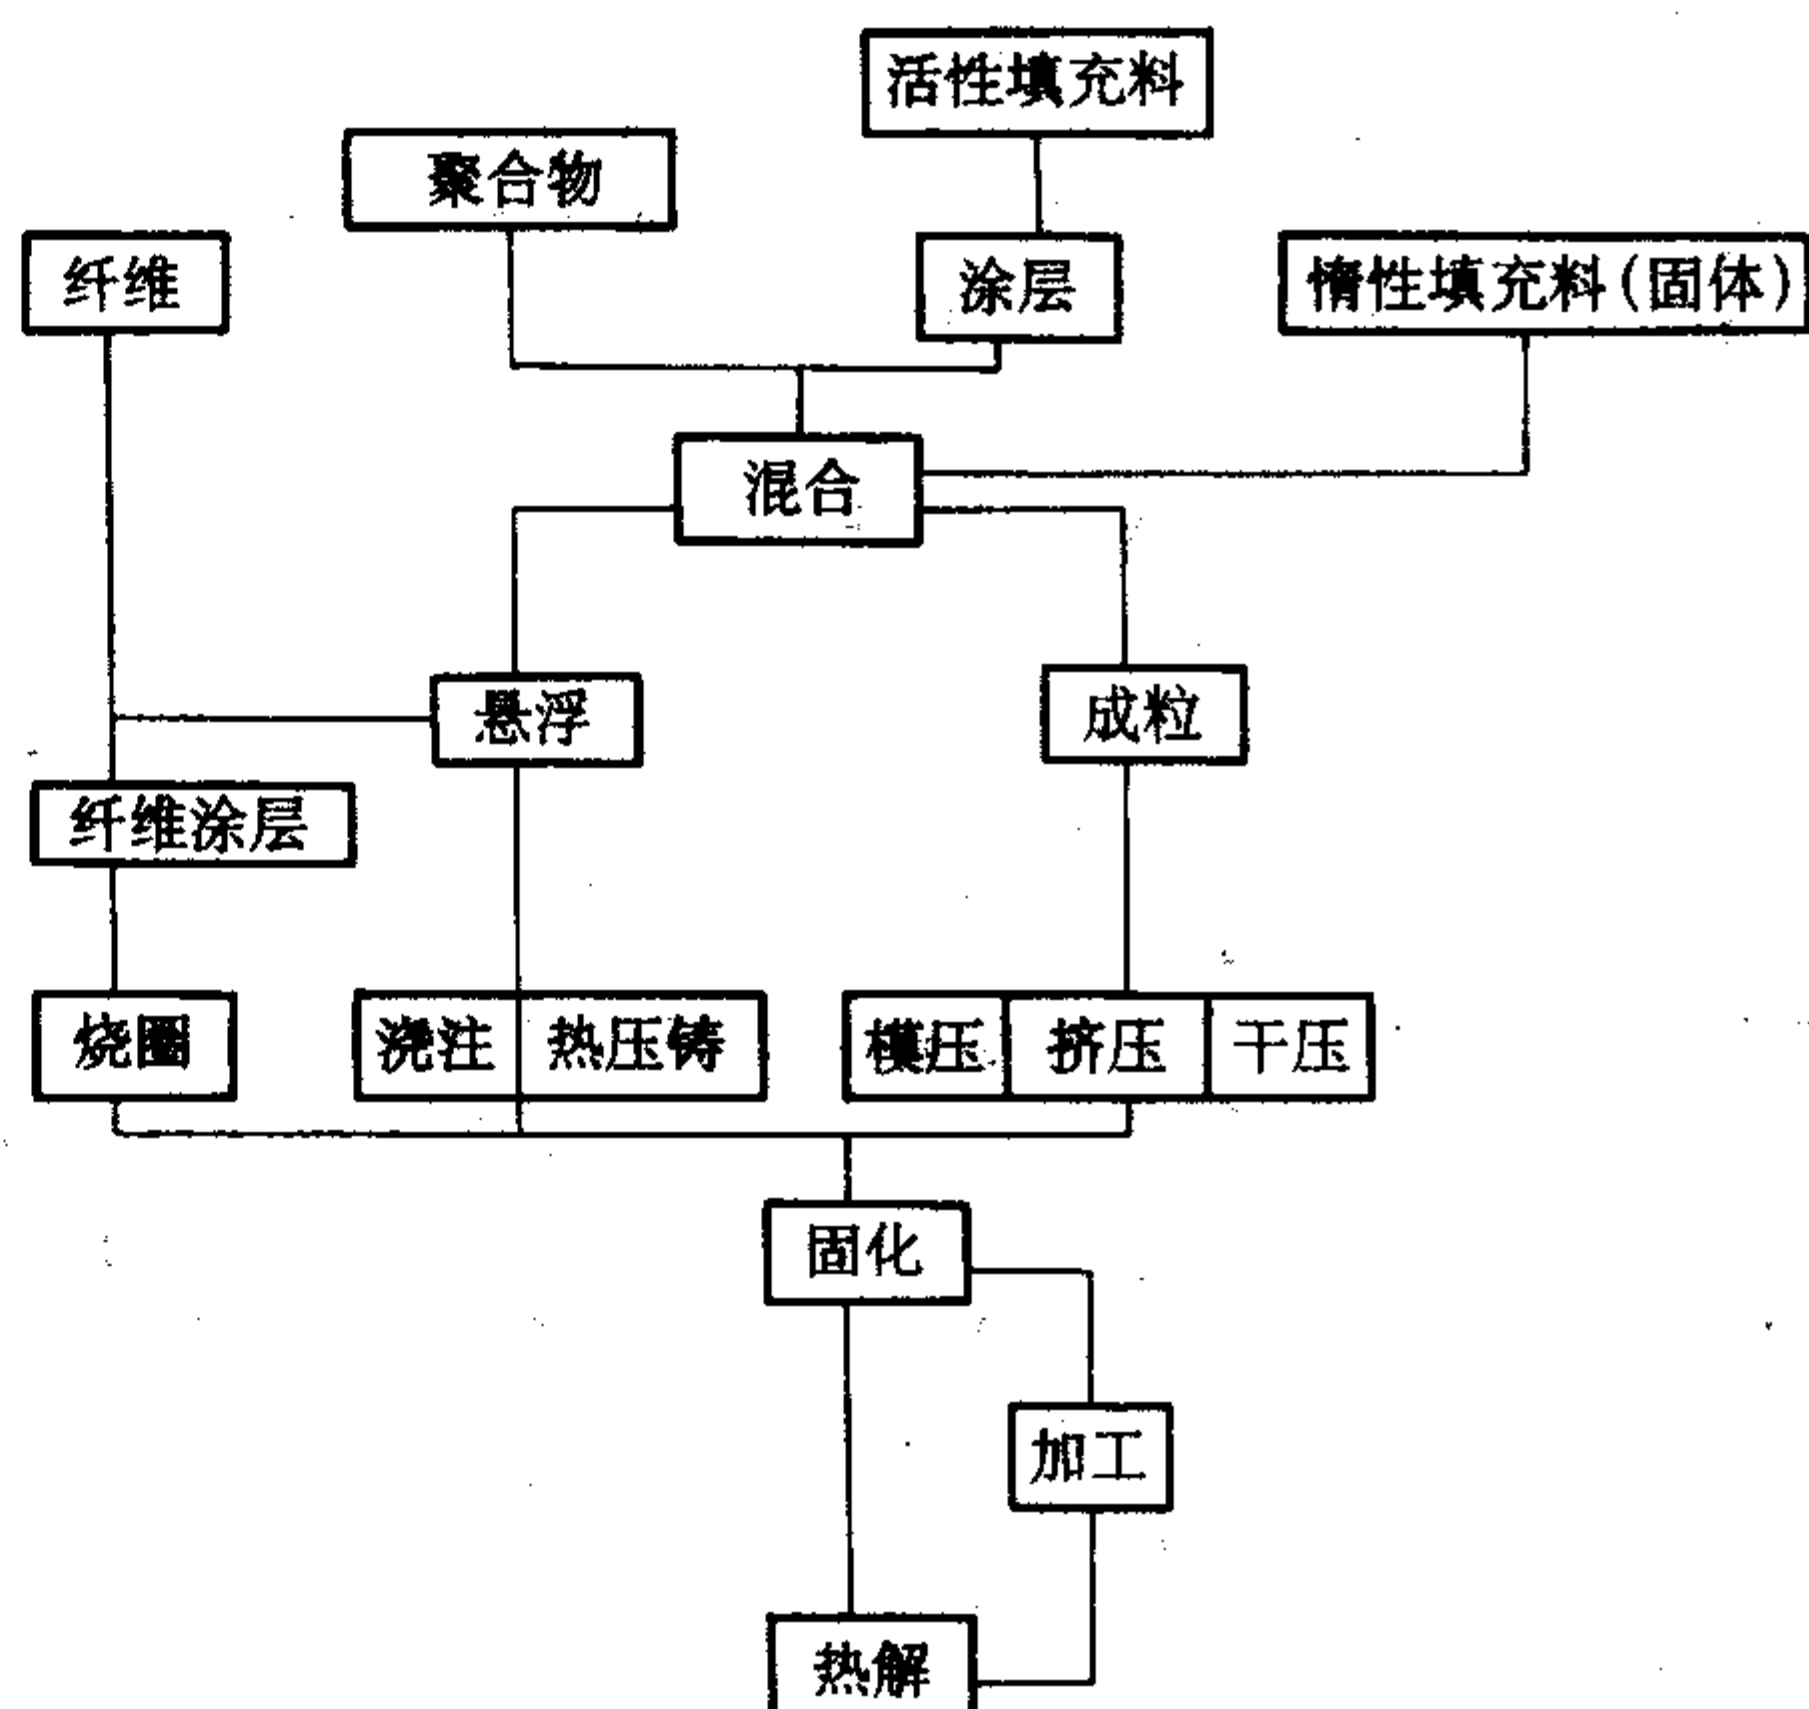 活性填充料
聚合物
纤维
涂层
惰性填充料(固体)
混合
悬浮
成粒
纤维涂层
烧圈
浇注
热压铸
模压
挤压
干压
固化
加工
热解